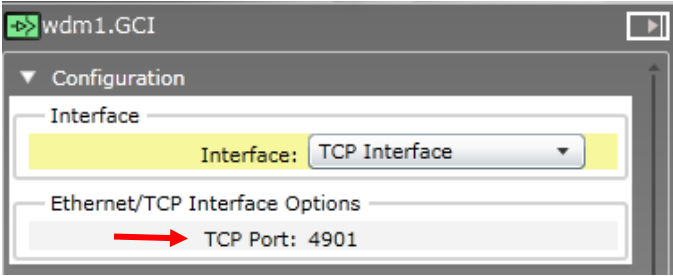 wdm1.GCI
Configuration
Interface
Interface: TCP Interface
Ethernet/TCP Interface Options
TCP Port: 4901